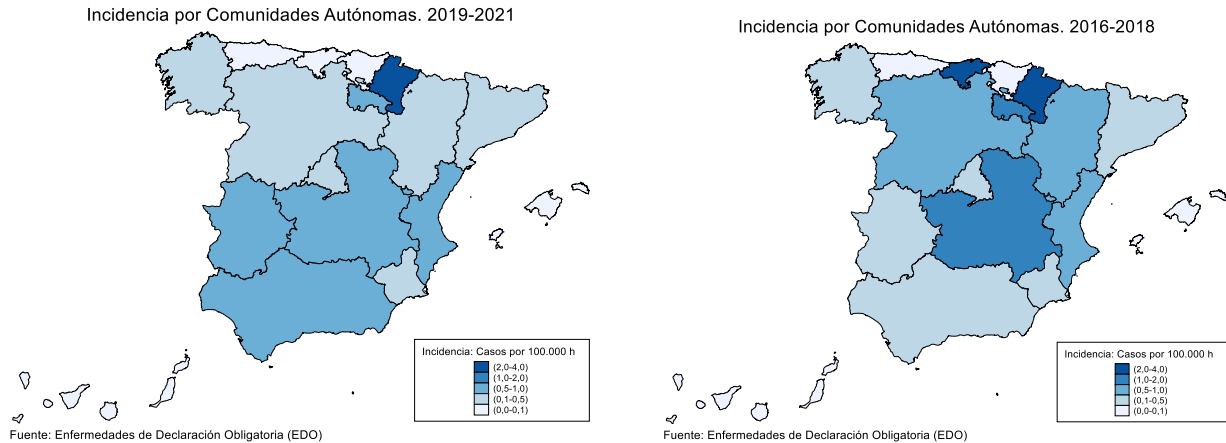 Incidencia por Comunidades Autónomas. 2019-2021
Incidencia: Casos por 100.000 h
(2,0-4,0)
(1,0-2,0)
(0,5-1,0)
(0,1-0,5)
(0,0-0,1)
Fuente: Enfermedades de Declaración Obligatoria (EDO)
Incidencia por Comunidades Autónomas. 2016-2018
Incidencia: Casos por 100.000 h
(2,0-4,0)
(1,0-2,0)
(0,5-1,0)
(0,1-0,5)
(0,0-0,1)
Fuente: Enfermedades de Declaración Obligatoria (EDO)